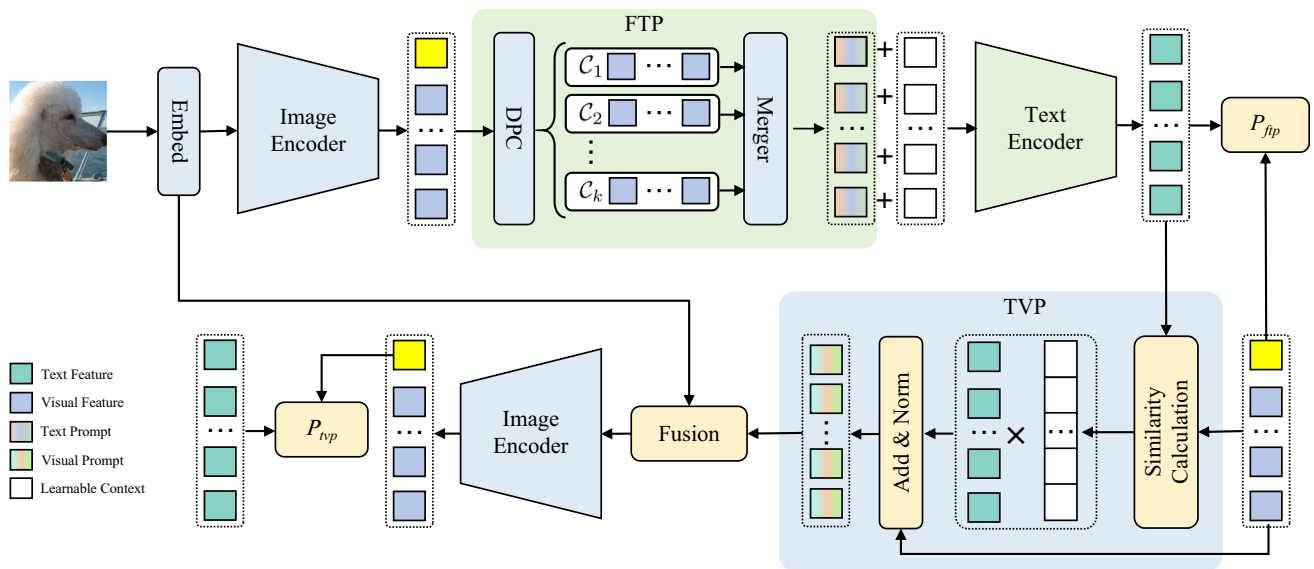 FTP
Embed
Image
Encoder
...
DPC
C1 ...
C2 ...
...
Ck ...
Merger
+
+
... ...
+
+
Text
Encoder
...
Pftp
TVP
Text Feature
Visual Feature
Text Prompt
Visual Prompt
Learnable Context
...
Ptvp
...
Image
Encoder
Fusion
...
Add & Norm
... × ...
Similarity
Calculation
...